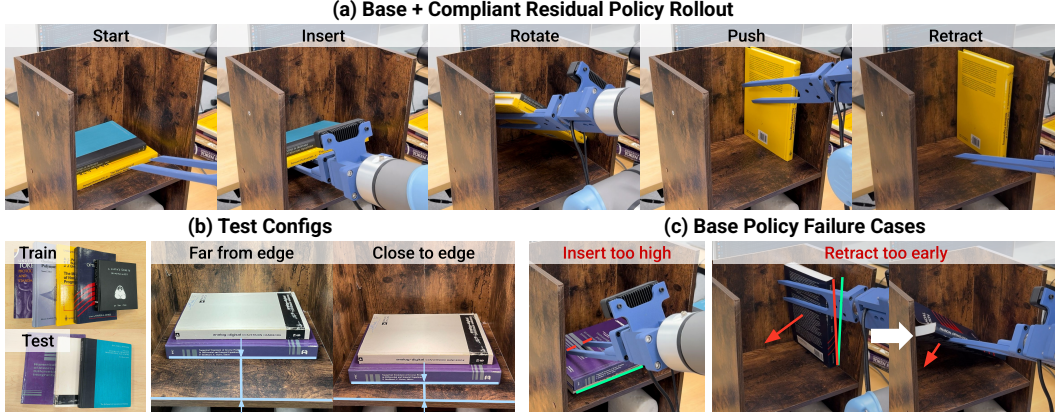 (a) Base + Compliant Residual Policy Rollout
Start
Insert
Rotate
Push
Retract
(b) Test Configs
(c) Base Policy Failure Cases
Train
Far from edge
Close to edge
Insert too high
Retract too early
Test